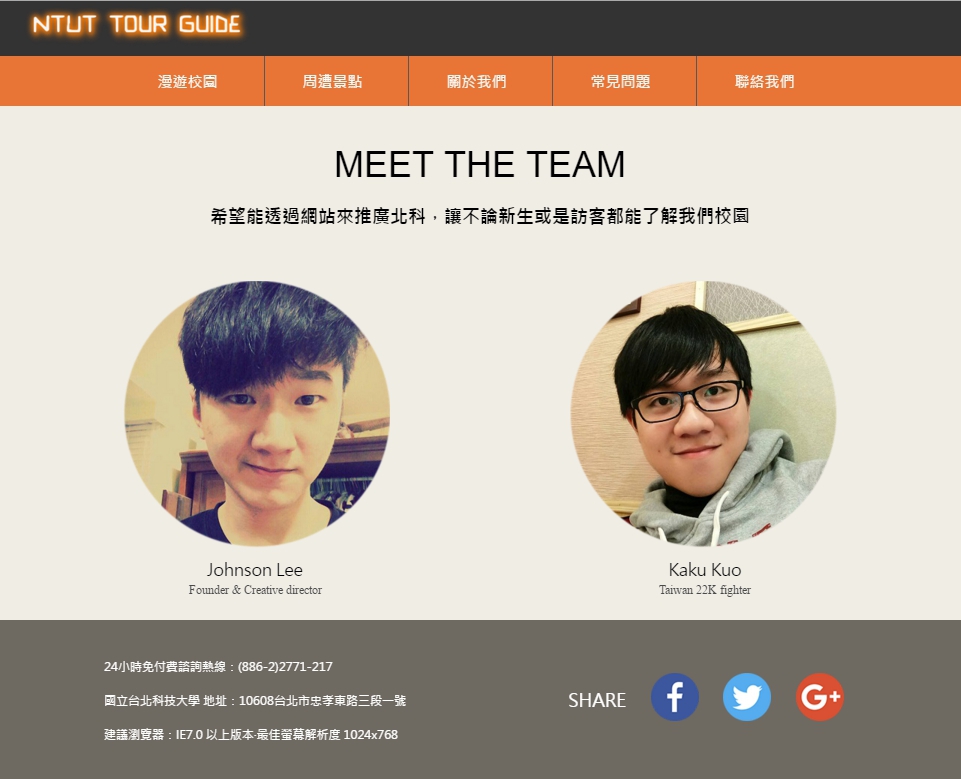 NTUT TOUR GUIDE
漫遊校園
周遭景點
關於我們
常見問題
聯絡我們
MEET THE TEAM
希望能透過網站來推廣北科，讓不論新生或是訪客都能了解我們校園
Johnson Lee
Founder & Creative director
Kaku Kuo
Taiwan 22K fighter
24小時免付費諮詢熱線：(886-2)2771-217
國立台北科技大學 地址：10608台北市忠孝東路三段一號
建議瀏覽器：IE7.0 以上版本‧最佳螢幕解析度 1024x768
SHARE
f
G+